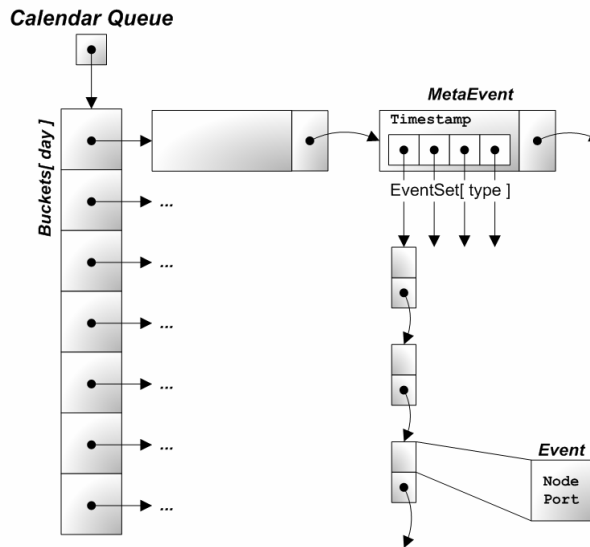 Calendar Queue
Buckets[ day ]
MetaEvent
Timestamp
EventSet[ type ]
...
...
...
...
...
...
Event
Node
Port